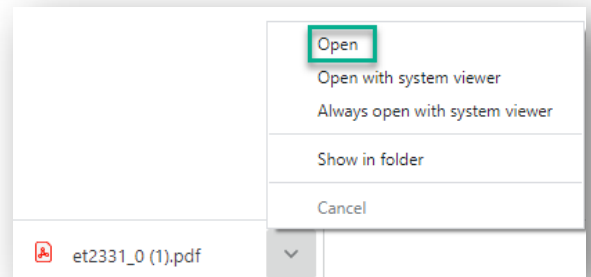 Open
Open with system viewer
Always open with system viewer
Show in folder
Cancel
et2331_0 (1).pdf